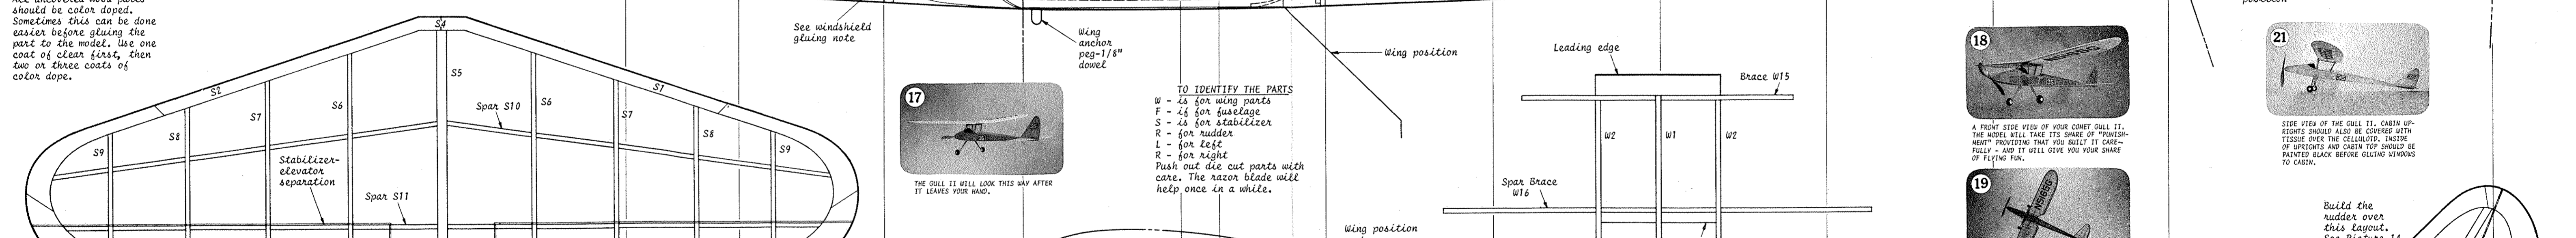 should be color doped.
Sometimes this can be done
easier before gluing the
part to the model. Use one
coat of clear first, then
two or three coats of
color dope.
S4
S5
S2
S1
S6
Spar S10
S6
S7
S7
S8
S8
S9
S9
Stabilizer-
elevator
separation
Spar S11
See windshield
gluing note
Wing
anchor
peg-1/8"
dowel
17
THE GULL II WILL LOOK THIS WAY AFTER
IT LEAVES YOUR HAND.
TO IDENTIFY THE PARTS
W - is for wing parts
F - if for fuselage
S - is for stabilizer
R - for rudder
L - for left
R - for right
Push out die cut parts with
care. The razor blade will
help once in a while.
Wing position
Wing position
Leading edge
Brace W15
W2
W1
W2
Spar Brace
W16
18
A FRONT SIDE VIEW OF YOUR COMET GULL II.
THE MODEL WILL TAKE ITS SHARE OF "PUNISH-
MENT" PROVIDING THAT YOU BUILT IT CARE-
FULLY - AND IT WILL GIVE YOU YOUR SHARE
OF FLYING FUN.
19
N5165G
position
21
SIDE VIEW OF THE GULL II. CABIN UP-
RIGHTS SHOULD ALSO BE COVERED WITH
TISSUE OVER THE CELLULOID. INSIDE
OF UPRIGHTS AND CABIN TOP SHOULD BE
PAINTED BLACK BEFORE GLUING WINDOWS
TO CABIN.
Build the
rudder over
this layout.